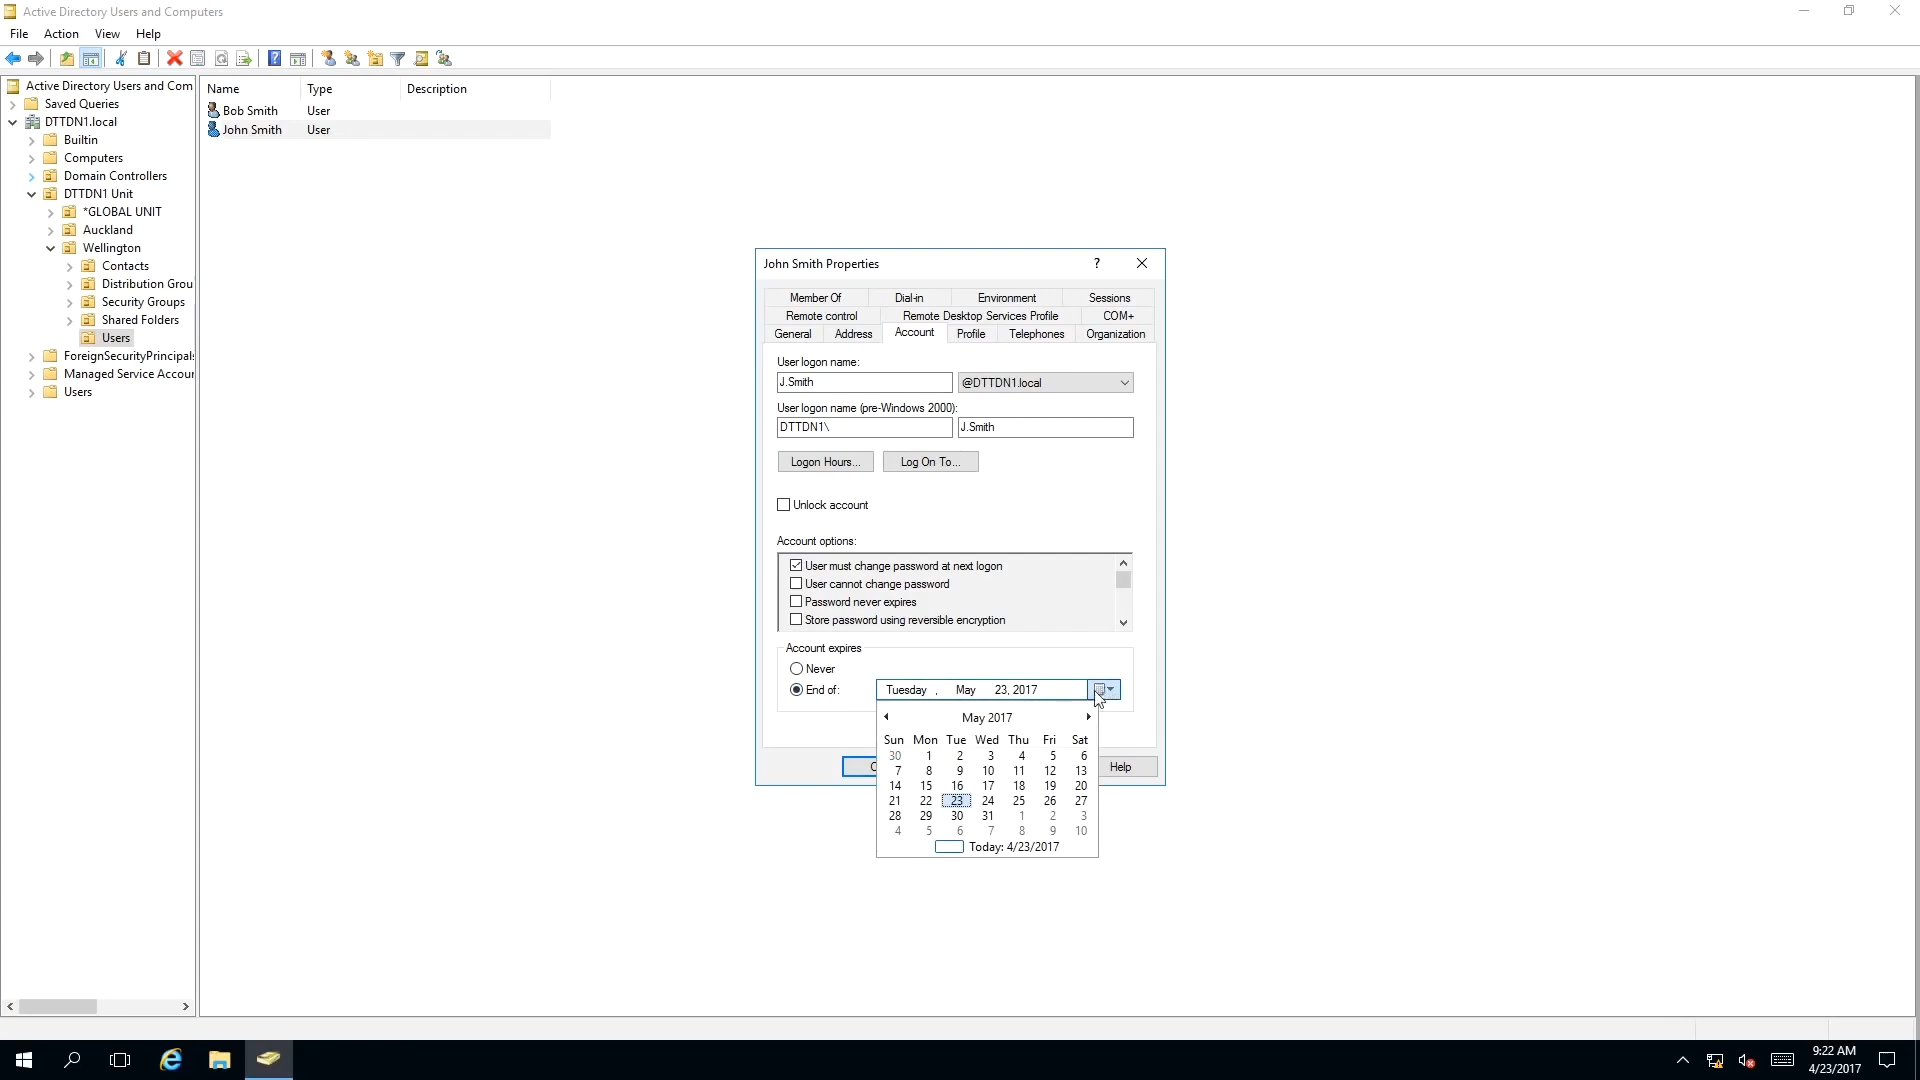 Active Directory Users and Computers
File Action View Help
Active Directory Users and Com
Saved Queries
DTTDN1.local
Builtin
Computers
Domain Controllers
DTTDN1 Unit
*GLOBAL UNIT
Auckland
Wellington
Contacts
Distribution Grou
Security Groups
Shared Folders
Users
ForeignSecurityPrincipals
Managed Service Accour
Users
Name Type Description
Bob Smith User
John Smith User
John Smith Properties ?
Member Of Dial-in Environment Sessions
Remote control Remote Desktop Services Profile COM+
General Address Account Profile Telephones Organization
User logon name:
J.Smith @DTTDN1.local
User logon name (pre-Windows 2000):
DTTDN1\ J.Smith
Logon Hours... Log On To...
Unlock account
Account options:
User must change password at next logon
User cannot change password
Password never expires
Store password using reversible encryption
Account expires
Never
End of: Tuesday , May 23, 2017
May 2017
Sun Mon Tue Wed Thu Fri Sat
30 1 2 3 4 5 6
7 8 9 10 11 12 13
14 15 16 17 18 19 20
21 22 23 24 25 26 27
28 29 30 31 1 2 3
4 5 6 7 8 9 10
Today: 4/23/2017
Help
9:22 AM
4/23/2017